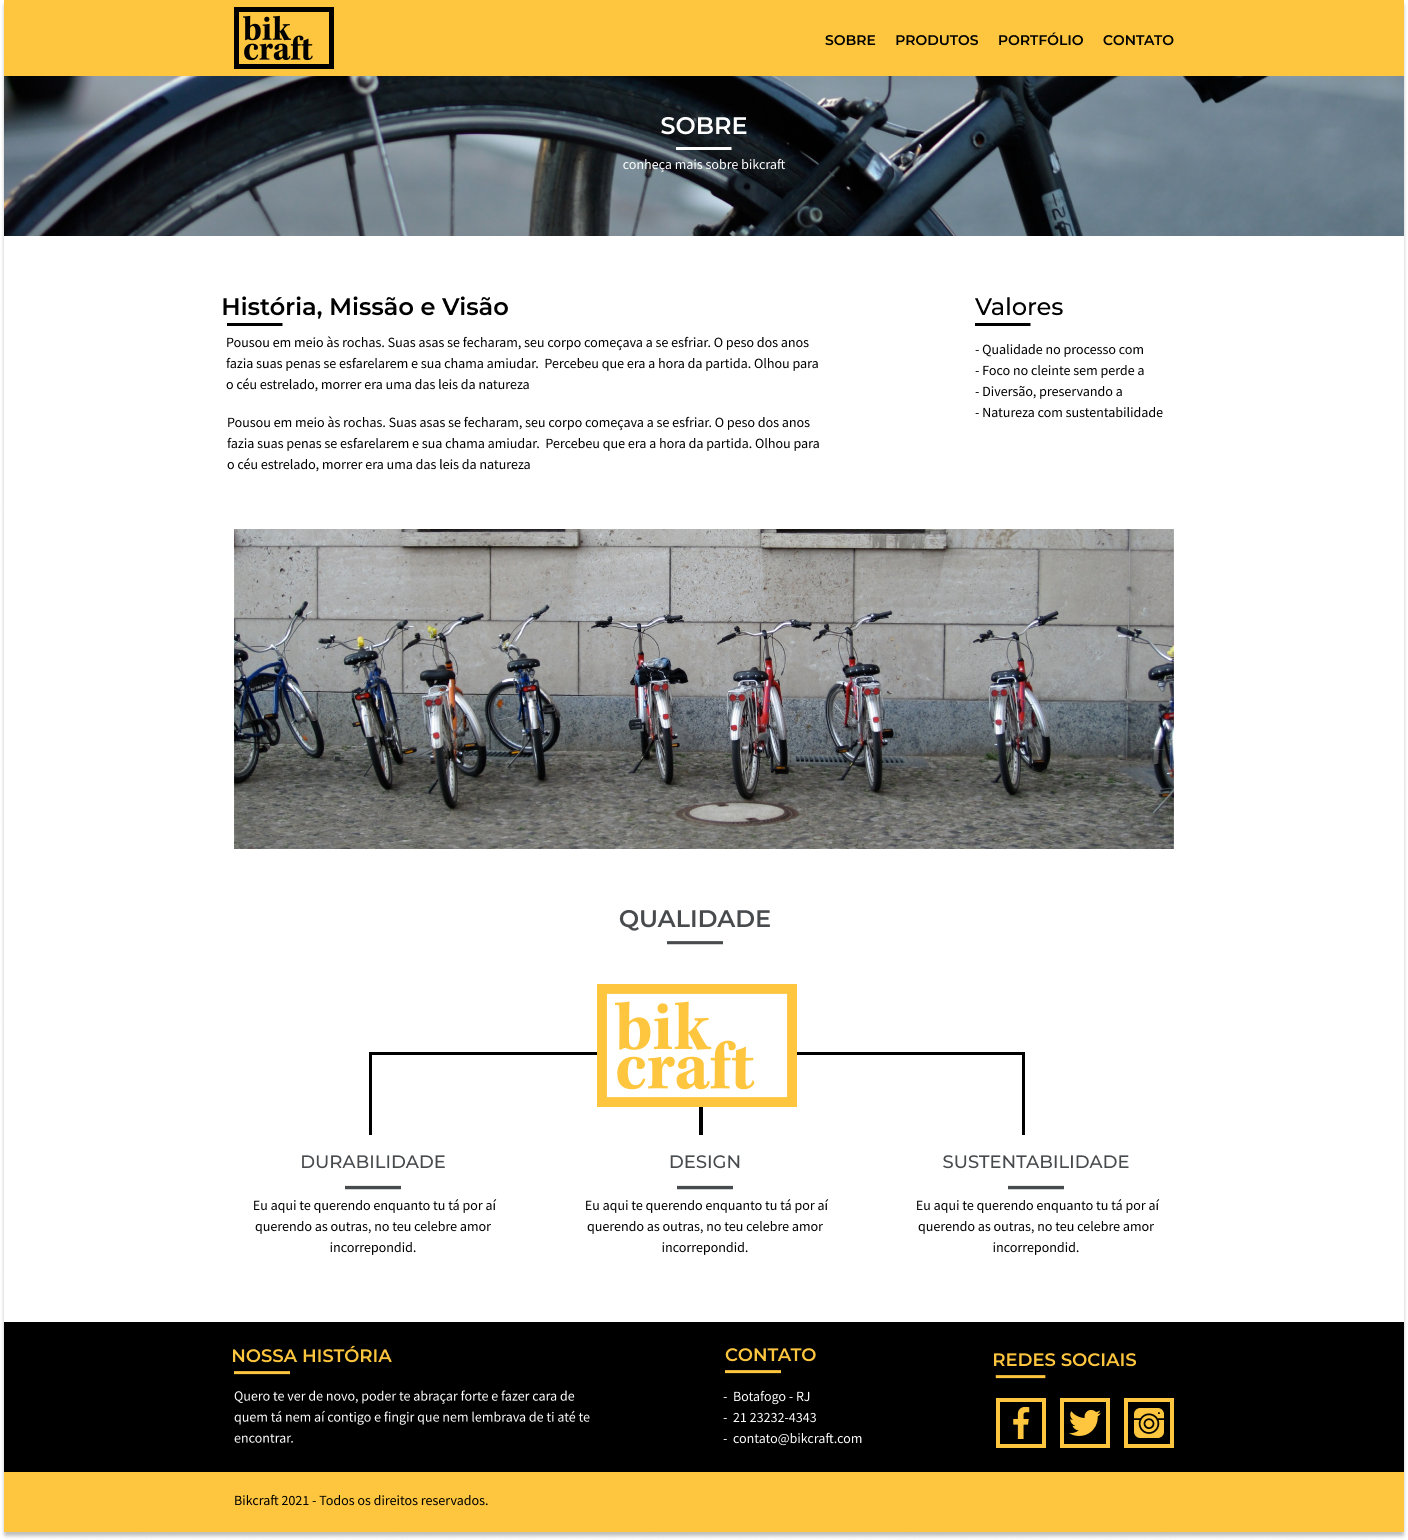 bik
craft
SOBRE PRODUTOS PORTFÓLIO CONTATO
SOBRE
conheça mais sobre bikcraft
História, Missão e Visão
Pousou em meio às rochas. Suas asas se fecharam, seu corpo começava a se esfriar. O peso dos anos
fazia suas penas se esfarelarem e sua chama amiudar. Percebeu que era a hora da partida. Olhou para
o céu estrelado, morrer era uma das leis da natureza
Pousou em meio às rochas. Suas asas se fecharam, seu corpo começava a se esfriar. O peso dos anos
fazia suas penas se esfarelarem e sua chama amiudar. Percebeu que era a hora da partida. Olhou para
o céu estrelado, morrer era uma das leis da natureza
Valores
- Qualidade no processo com
- Foco no cleinte sem perde a
- Diversão, preservando a
- Natureza com sustentabilidade
QUALIDADE
bik
craft
DURABILIDADE
Eu aqui te querendo enquanto tu tá por aí
querendo as outras, no teu celebre amor
incorrepondid.
DESIGN
Eu aqui te querendo enquanto tu tá por aí
querendo as outras, no teu celebre amor
incorrepondid.
SUSTENTABILIDADE
Eu aqui te querendo enquanto tu tá por aí
querendo as outras, no teu celebre amor
incorrepondid.
NOSSA HISTÓRIA
Quero te ver de novo, poder te abraçar forte e fazer cara de
quem tá nem aí contigo e fingir que nem lembrava de ti até te
encontrar.
CONTATO
- Botafogo - RJ
- 21 23232-4343
- contato@bikcraft.com
REDES SOCIAIS
Bikcraft 2021 - Todos os direitos reservados.